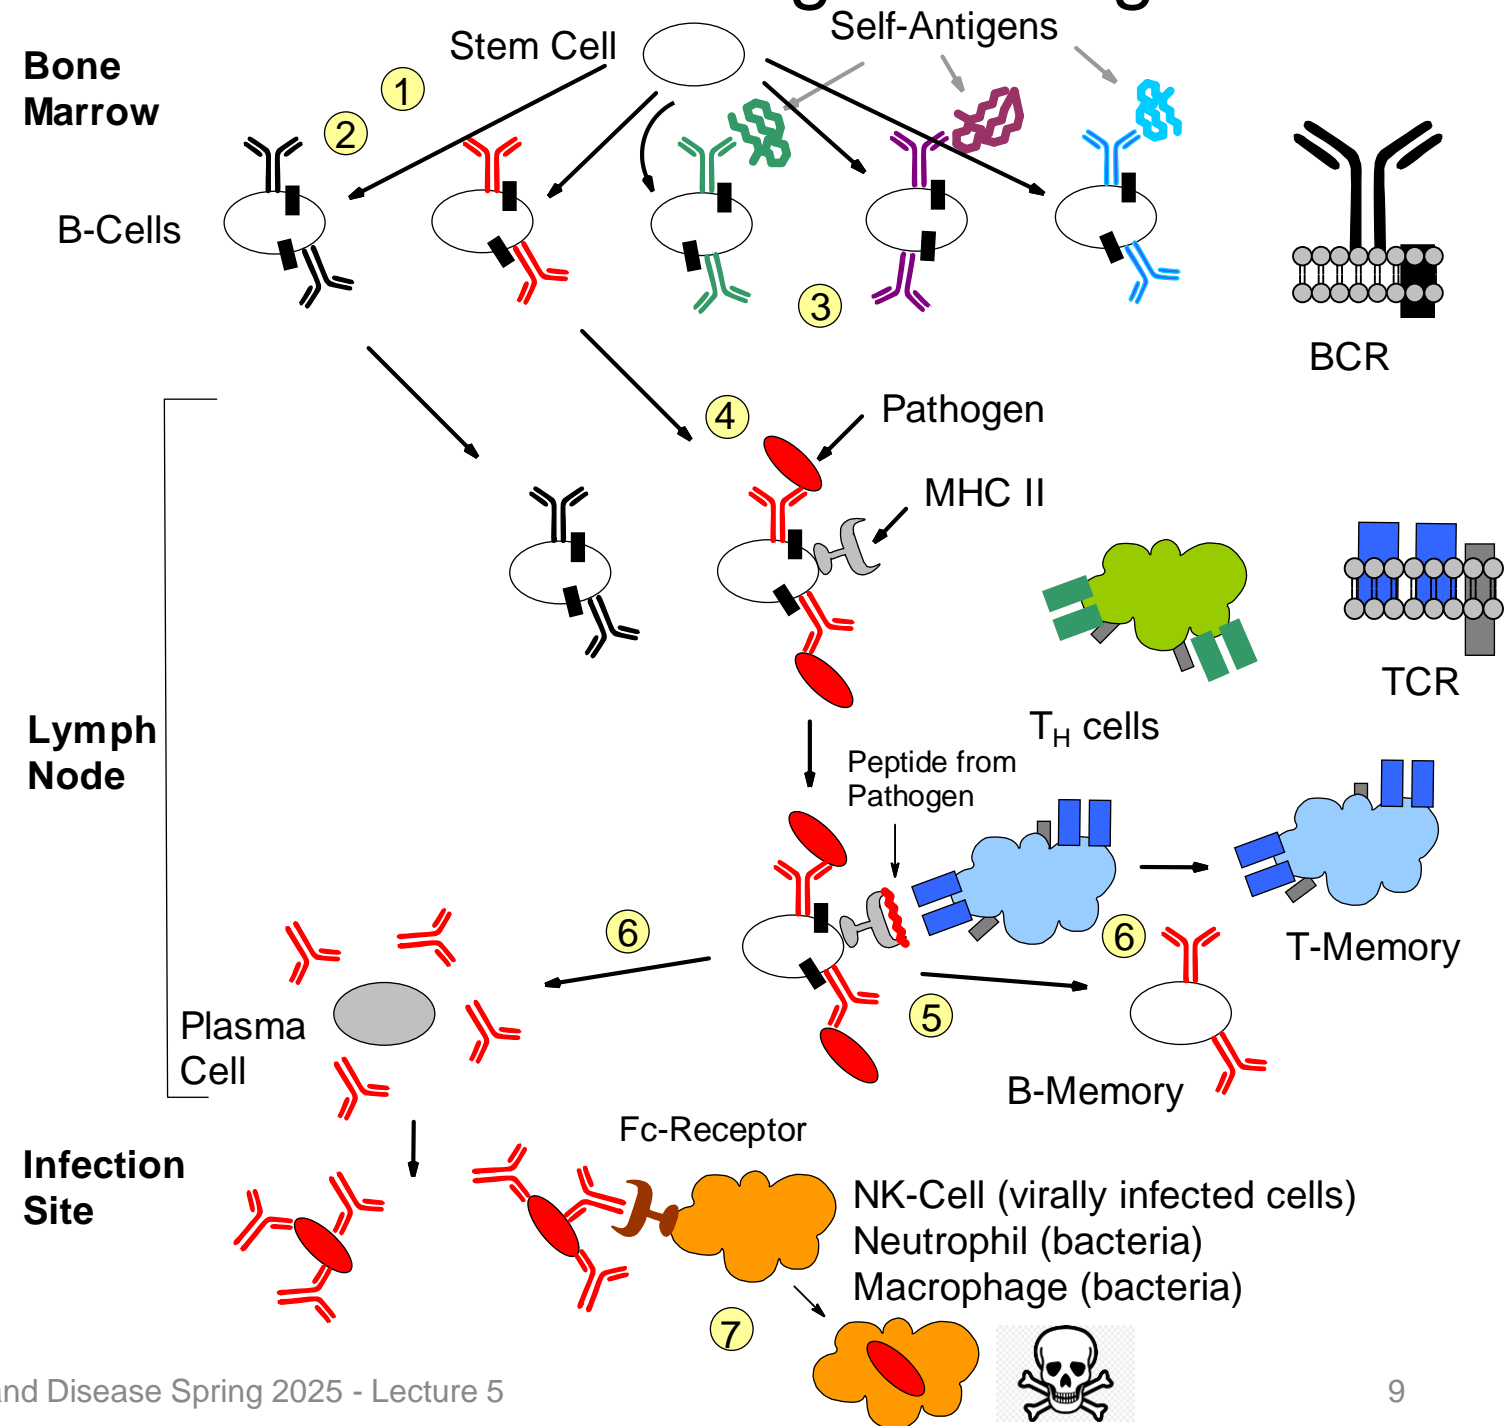 Self-Antigens
Stem Cell
Bone
Marrow
1
2
B-Cells
3
BCR
4
Pathogen
MHC II
TCR
TH cells
Lymph
Node
Peptide from
Pathogen
6
6
T-Memory
5
Plasma
Cell
B-Memory
Fc-Receptor
Infection
Site
NK-Cell (virally infected cells)
Neutrophil (bacteria)
Macrophage (bacteria)
7
and Disease Spring 2025 - Lecture 5
9